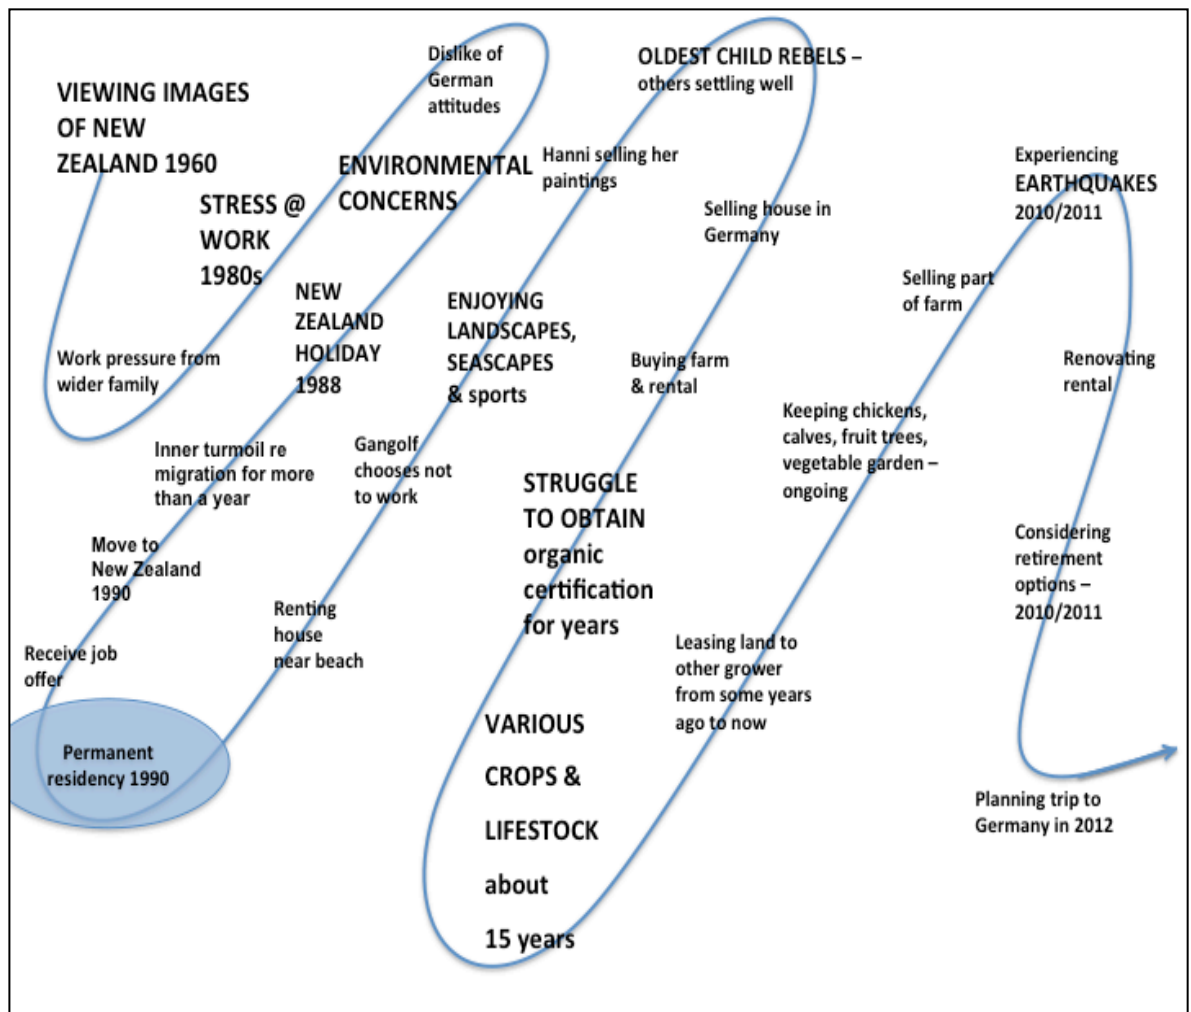 VIEWING IMAGES
OF NEW
ZEALAND 1960
Work pressure from
wider family
STRESS @
WORK
1980s
ENVIRONMENTAL
CONCERNS
Dislike of
German
attitudes
NEW
ZEALAND
HOLIDAY
1988
Inner turmoil re
migration for more
than a year
Move to
New Zealand
1990
Receive job
offer
Permanent
residency 1990
Renting
house
near beach
Gangolf
chooses not
to work
ENJOYING
LANDSCAPES,
SEASCAPES
& sports
Hanni selling her
paintings
OLDEST CHILD REBELS –
others settling well
Selling house in
Germany
Buying farm
& rental
STRUGGLE
TO OBTAIN
organic
certification
for years
VARIOUS
CROPS &
LIFESTOCK
about
15 years
Leasing land to
other grower
from some years
ago to now
Keeping chickens,
calves, fruit trees,
vegetable garden –
ongoing
Selling part
of farm
Experiencing
EARTHQUAKES
2010/2011
Renovating
rental
Considering
retirement
options –
2010/2011
Planning trip to
Germany in 2012